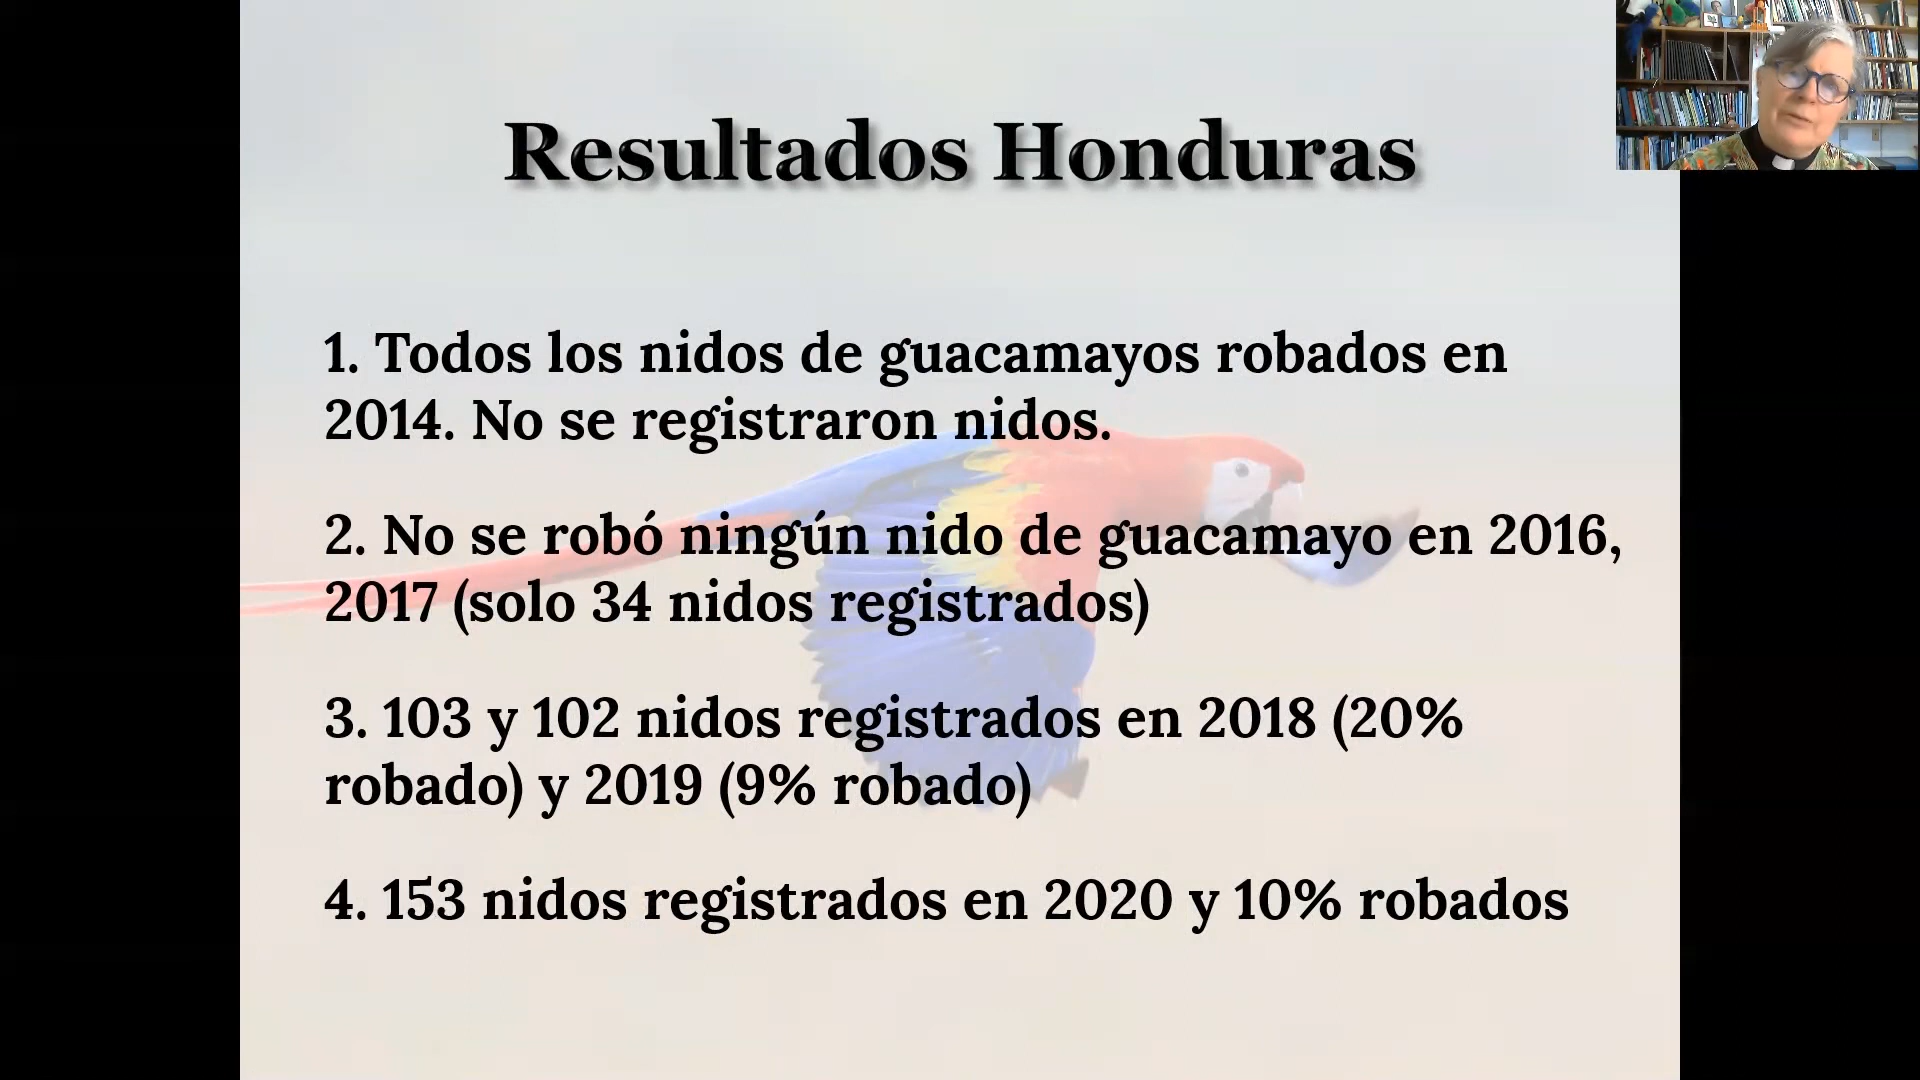 Resultados Honduras
1. Todos los nidos de guacamayos robados en
2014. No se registraron nidos.
2. No se robó ningún nido de guacamayo en 2016,
2017 (solo 34 nidos registrados)
3. 103 y 102 nidos registrados en 2018 (20%
robado) y 2019 (9% robado)
4. 153 nidos registrados en 2020 y 10% robados